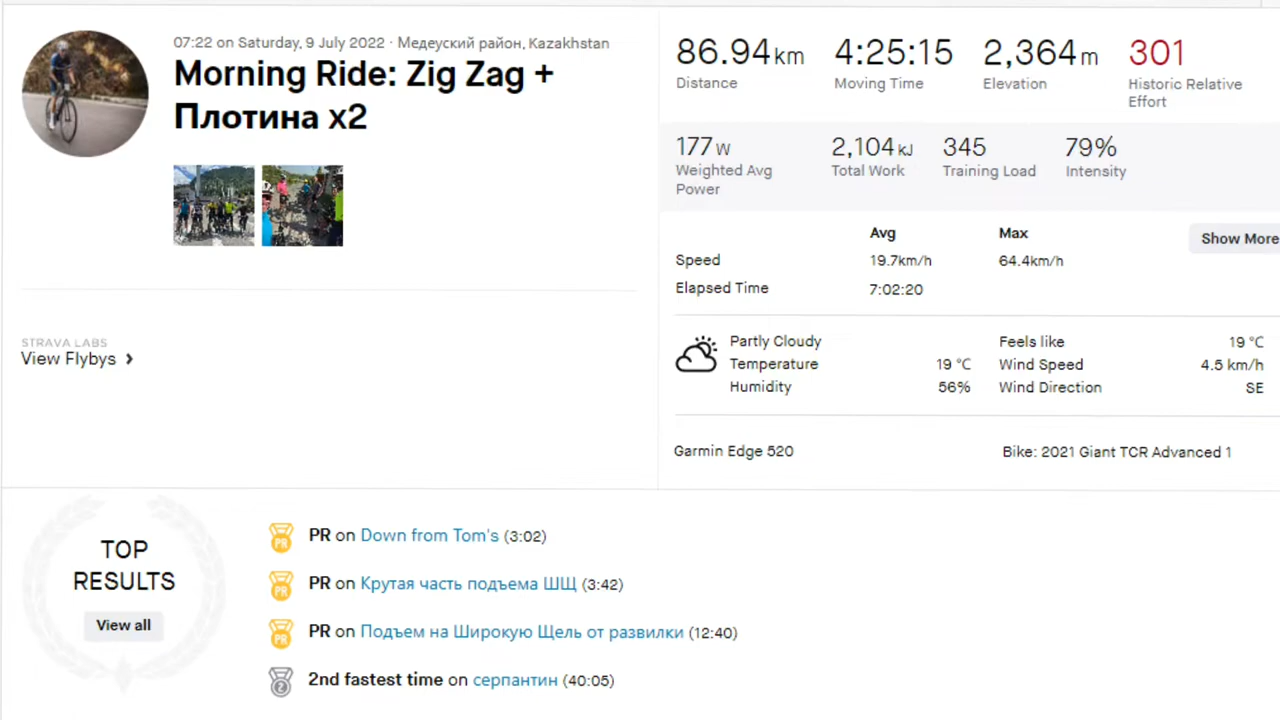 07:22 on Saturday, 9 July 2022 · Медеуский район, Kazakhstan
Morning Ride: Zig Zag +
Плотина x2
STRAVA LABS
View Flybys
86.94km
Distance
4:25:15
Moving Time
2,364m
Elevation
301
Historic Relative
Effort
177W
Weighted Avg
Power
2,104kJ
Total Work
345
Training Load
79%
Intensity
Avg Max
Speed 19.7km/h 64.4km/h
Elapsed Time 7:02:20
Show More
Partly Cloudy
Temperature 19 °C
Humidity 56%
Feels like 19 °C
Wind Speed 4.5 km/h
Wind Direction SE
Garmin Edge 520
Bike: 2021 Giant TCR Advanced 1
TOP
RESULTS
View all
PR on Down from Tom's (3:02)
PR on Крутая часть подъема ШЩ (3:42)
PR on Подъем на Широкую Щель от развилки (12:40)
2nd fastest time on серпантин (40:05)
PR
PR
PR
2